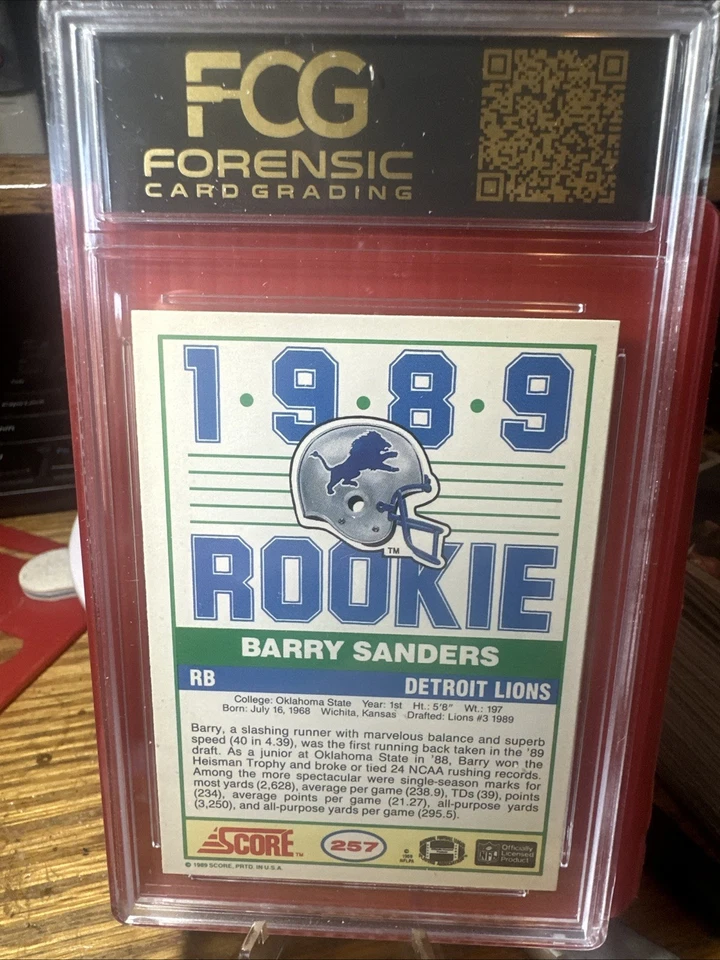 FCG
FORENSIC
CARD GRADING
1·9·8·9
TM
ROOKIE
BARRY SANDERS
RB DETROIT LIONS
College: Oklahoma State Year: 1st Ht.: 5'8" Wt.: 197
Born: July 16, 1968 Wichita, Kansas Drafted: Lions #3 1989
Barry, a slashing runner with marvelous balance and superb
speed (40 in 4.39), was the first running back taken in the '89
draft. As a junior at Oklahoma State in '88, Barry won the
Heisman Trophy and broke or tied 24 NCAA rushing records.
Among the more spectacular were single-season marks for
most yards (2,628), average per game (238.9), TDs (39), points
(234), average points per game (21.27), all-purpose yards
(3,250), and all-purpose yards per game (295.5).
SCORE TM 257 © 1989 NFLPA NFL Officially Licensed Product
© 1989 SCORE, PRTD. IN U.S.A.